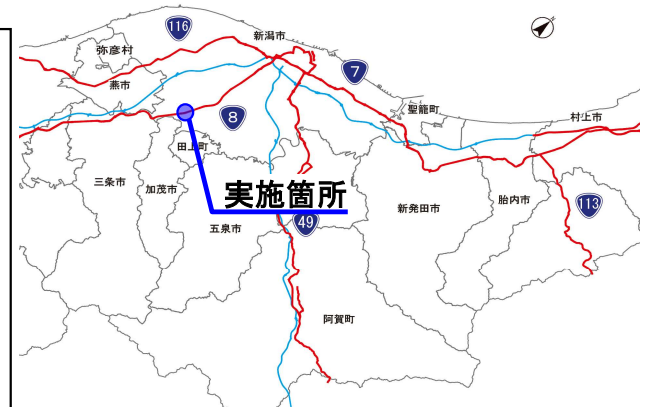 116
新潟市
弥彦村
7
燕市
聖籠町
8
村上市
田上町
三条市
加茂市
実施箇所
新発田市
胎内市
113
五泉市
49
阿賀町